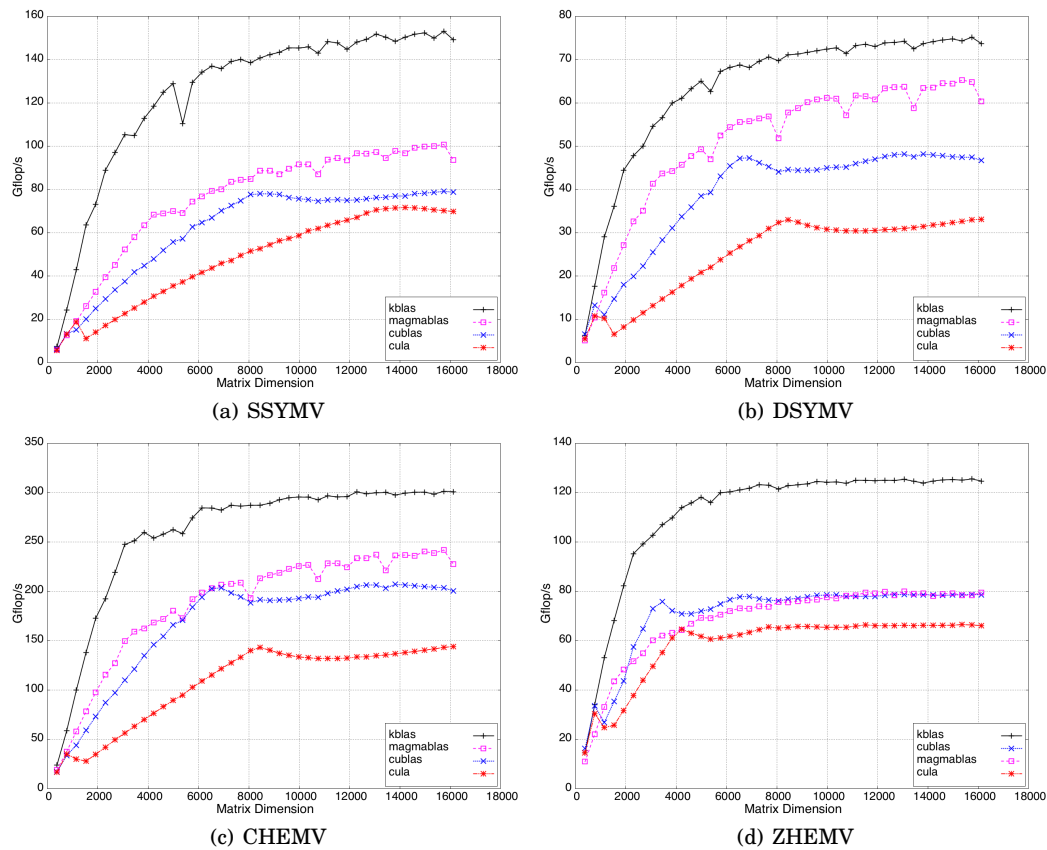 160
140
120
100
80
60
40
20
0
Gflop/s
0 2000 4000 6000 8000 10000 12000 14000 16000 18000
Matrix Dimension
kblas
magmablas
cublas
cula
(a) SSYMV
80
70
60
50
40
30
20
10
0
Gflop/s
0 2000 4000 6000 8000 10000 12000 14000 16000 18000
Matrix Dimension
kblas
magmablas
cublas
cula
(b) DSYMV
350
300
250
200
150
100
50
0
Gflop/s
0 2000 4000 6000 8000 10000 12000 14000 16000 18000
Matrix Dimension
kblas
magmablas
cublas
cula
(c) CHEMV
140
120
100
80
60
40
20
0
Gflop/s
0 2000 4000 6000 8000 10000 12000 14000 16000 18000
Matrix Dimension
kblas
cublas
magmablas
cula
(d) ZHEMV